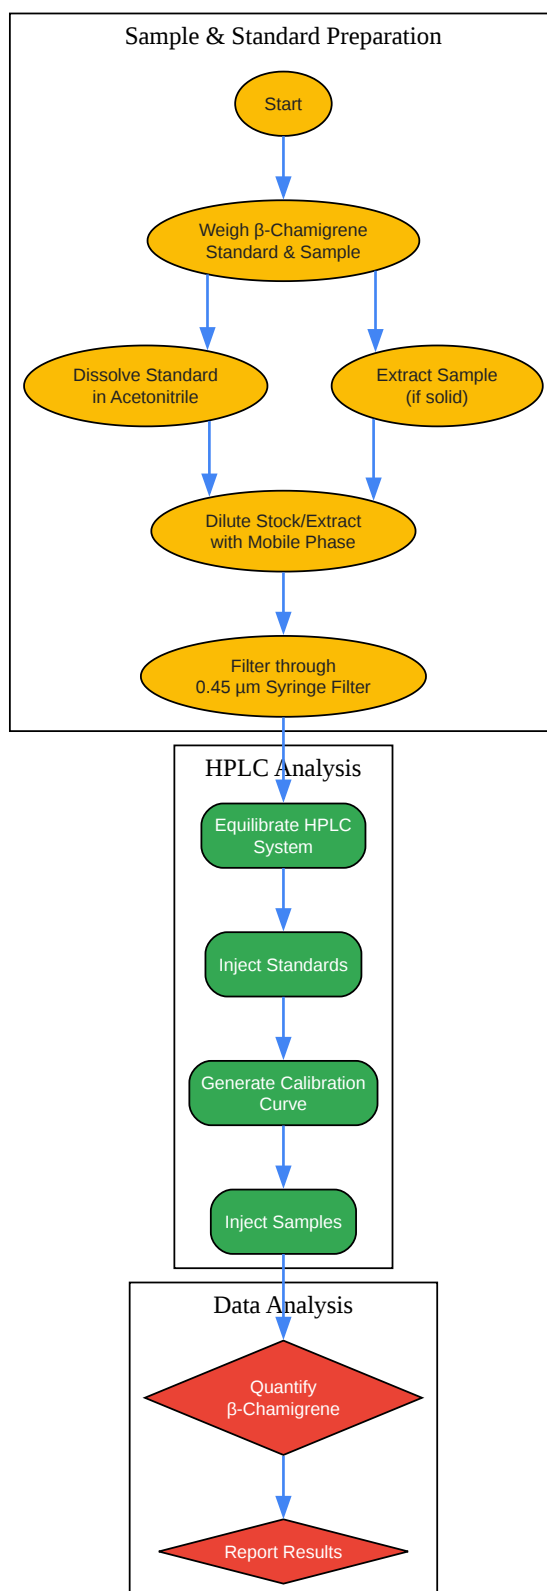 Sample & Standard Preparation
Start
Weigh β-Chamigrene
Standard & Sample
Dissolve Standard
in Acetonitrile
Extract Sample
(if solid)
Dilute Stock/Extract
with Mobile Phase
Filter through
0.45 µm Syringe Filter
HPLC Analysis
Equilibrate HPLC
System
Inject Standards
Generate Calibration
Curve
Inject Samples
Data Analysis
Quantify
β-Chamigrene
Report Results